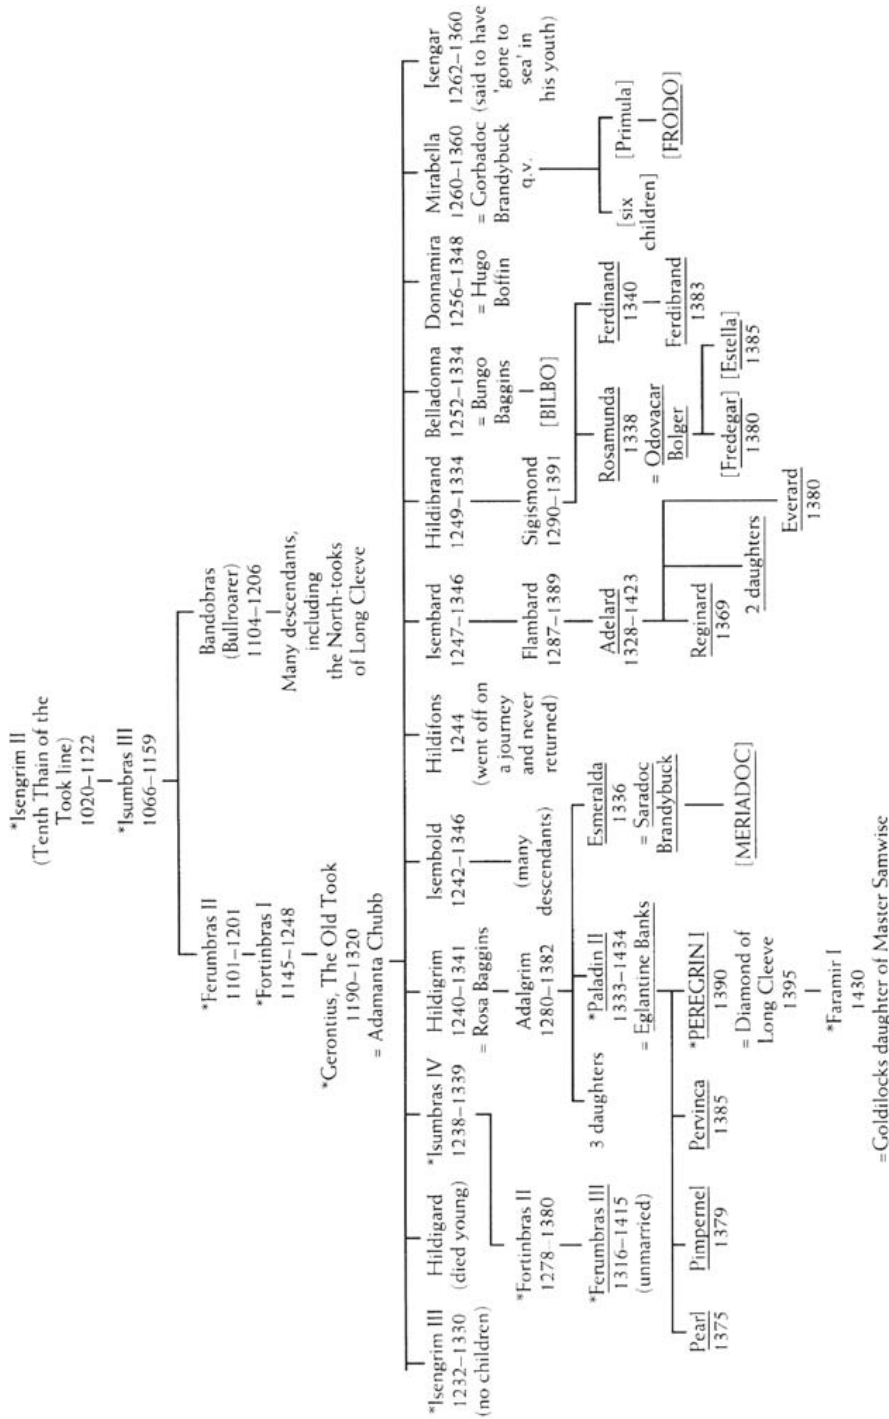 *Isengrim II
(Tenth Thain of the
Took line)
1020–1122
*Isumbras III
1066–1159
*Ferumbras II
1101–1201
Bandobras
(Bullroarer)
1104–1206
*Fortinbras I
1145–1248
Many descendants,
including
the North-tooks
of Long Cleeve
*Gerontius, The Old Took
1190–1320
= Adamanta Chubb
*Isengrim III
1232–1330
(no children)
Hildigard
(died young)
*Isumbras IV
1238–1339
Hildigrim
1240–1341
= Rosa Baggins
Isembold
1242–1346
(many
descendants)
Hildifons
1244
(went off on
a journey
and never
returned)
Isembard
1247–1346
Hildibrand
1249–1334
Belladonna
1252–1334
= Bungo
Baggins
[BILBO]
Donnamira
1256–1348
= Hugo
Boffin
Mirabella
1260–1360
= Gorbadoc
Brandybuck
q.v.
Isengar
1262–1360
(said to have
'gone to
sea' in
his youth)
*Fortinbras II
1278–1380
Adalgrim
1280–1382
Flambard
1287–1389
Sigismond
1290–1391
[six
children]
[Primula]
[FRODO]
*Ferumbras III
1316–1415
(unmarried)
3 daughters
*Paladin II
1333–1434
= Eglantine Banks
Esmeralda
1336
= Saradoc
Brandybuck
[MERIADOC]
Adelard
1328–1423
Rosamunda
1338
= Odovacar
Bolger
Ferdinand
1340
Ferdibrand
1383
Reginard
1369
2 daughters
Everard
1380
[Fredegar]
1380
[Estella]
1385
Pearl
1375
Pimpernel
1379
Pervinca
1385
*PEREGRIN I
1390
= Diamond of
Long Cleeve
1395
*Faramir I
1430
=Goldilocks daughter of Master Samwise